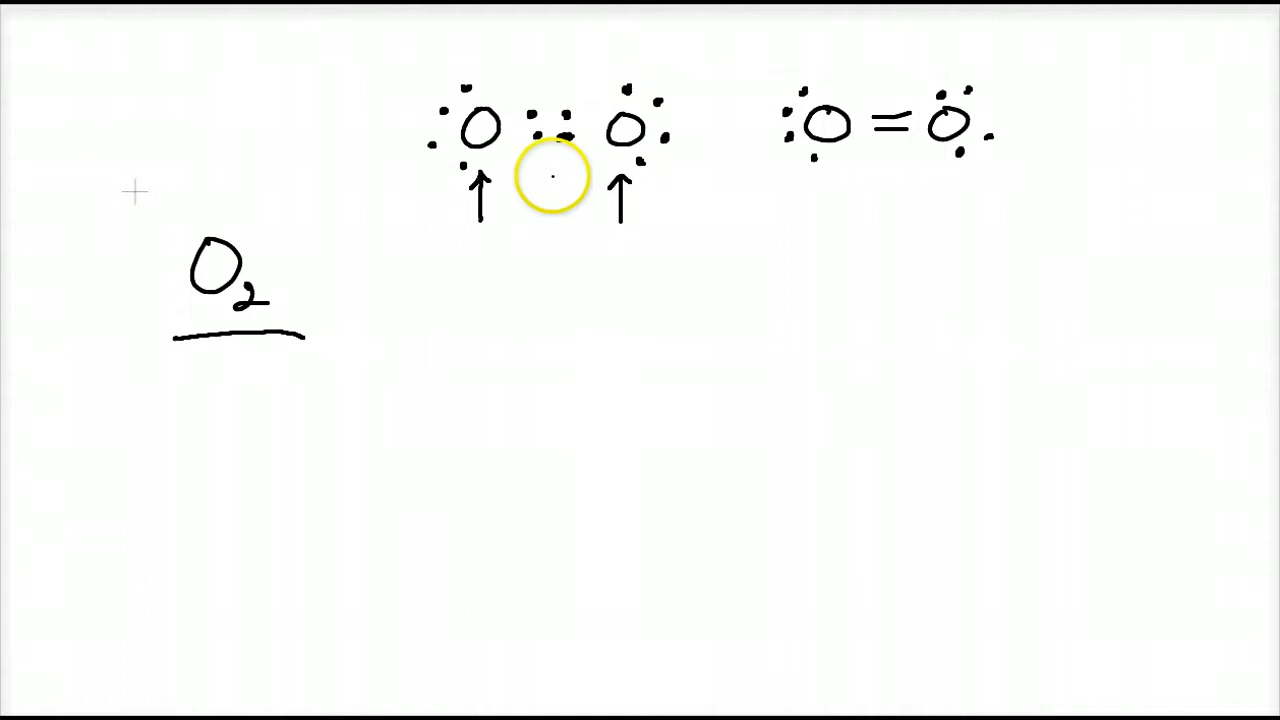 O :: O O = O
O₂